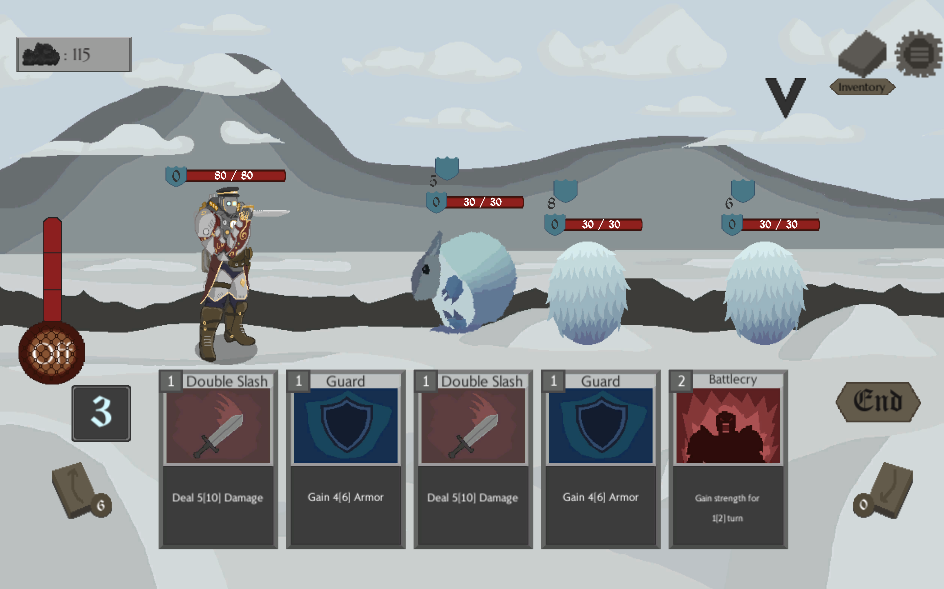 : 115
Inventory
0
80 / 80
5
0
30 / 30
8
0
30 / 30
6
0
30 / 30
On
3
1
Double Slash
Deal 5[10] Damage
1
Guard
Gain 4[6] Armor
1
Double Slash
Deal 5[10] Damage
1
Guard
Gain 4[6] Armor
2
Battlecry
Gain strength for
1[2] turn
End
6
0